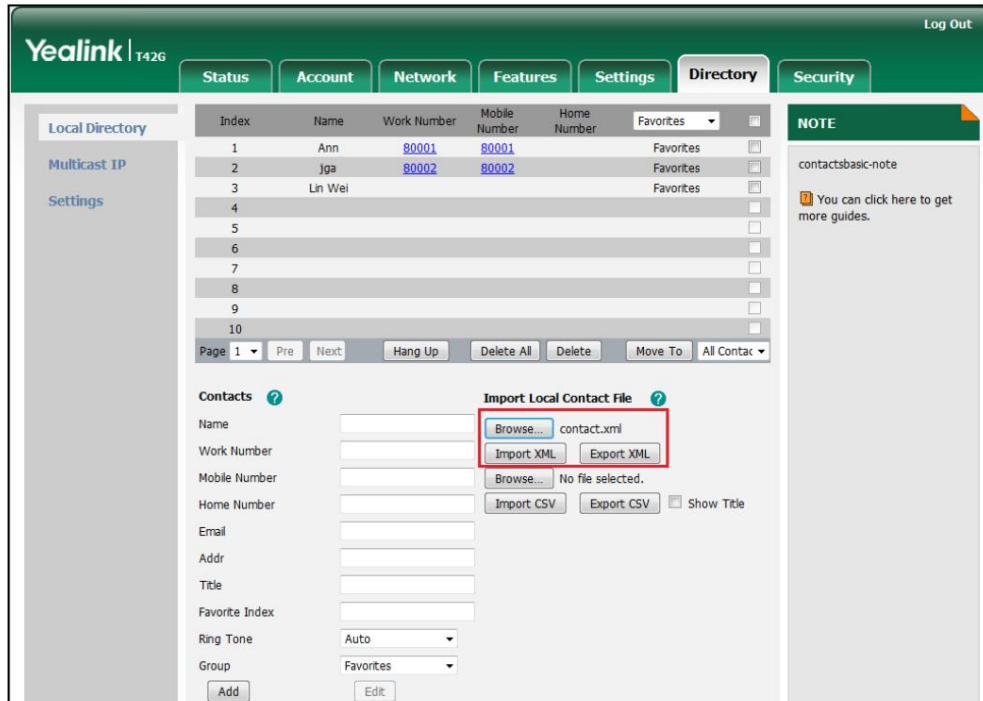 Log Out
Yealink | T42G
Status Account Network Features Settings Directory Security
Local Directory
Multicast IP
Settings
Index Name Work Number Mobile Number Home Number Favorites
1 Ann 80001 80001 Favorites
2 jga 80002 80002 Favorites
3 Lin Wei Favorites
4
5
6
7
8
9
10
Page 1 Pre Next Hang Up Delete All Delete Move To All Contac
Contacts ?
Name
Work Number
Mobile Number
Home Number
Email
Addr
Title
Favorite Index
Ring Tone Auto
Group Favorites
Add Edit
Import Local Contact File ?
Browse... contact.xml
Import XML Export XML
Browse... No file selected.
Import CSV Export CSV Show Title
NOTE
contactsbasic-note
? You can click here to get
more guides.